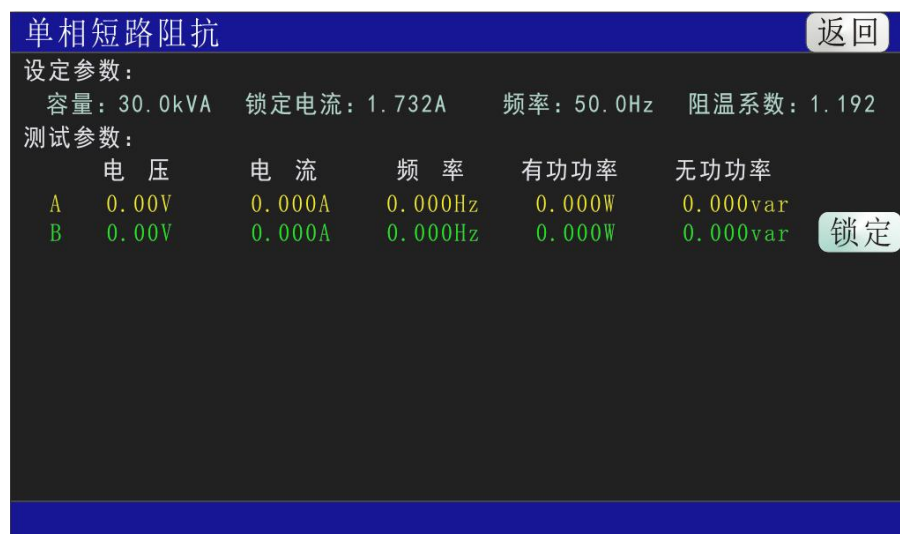 单相短路阻抗 返回
设定参数：
容量：30.0kVA 锁定电流：1.732A 频率：50.0Hz 阻温系数：1.192
测试参数：
电 压 电 流 频 率 有功功率 无功功率
A 0.00V 0.000A 0.000Hz 0.000W 0.000var
B 0.00V 0.000A 0.000Hz 0.000W 0.000var 锁定